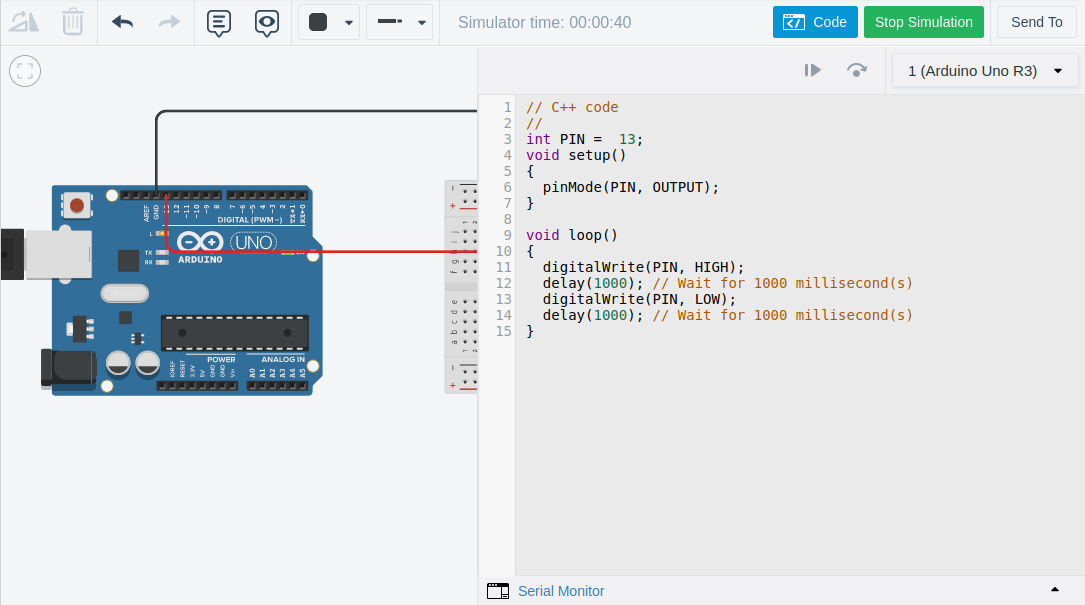 Simulator time: 00:00:40
Code
Stop Simulation
Send To
1 (Arduino Uno R3)
1 // C++ code
2 //
3 int PIN =  13;
4 void setup()
5 {
6   pinMode(PIN, OUTPUT);
7 }
8
9 void loop()
10 {
11   digitalWrite(PIN, HIGH);
12   delay(1000); // Wait for 1000 millisecond(s)
13   digitalWrite(PIN, LOW);
14   delay(1000); // Wait for 1000 millisecond(s)
15 }
AREF
GND
12
~11
~10
~9
8
7
~6
~5
4
~3
2
TX→1
RX←0
DIGITAL (PWM ~)
L
TX
RX
UNO
ARDUINO
POWER
ANALOG IN
IOREF
RESET
3.3V
5V
GND
GND
Vin
A0
A1
A2
A3
A4
A5
j
i
h
g
f
e
d
c
b
a
Serial Monitor